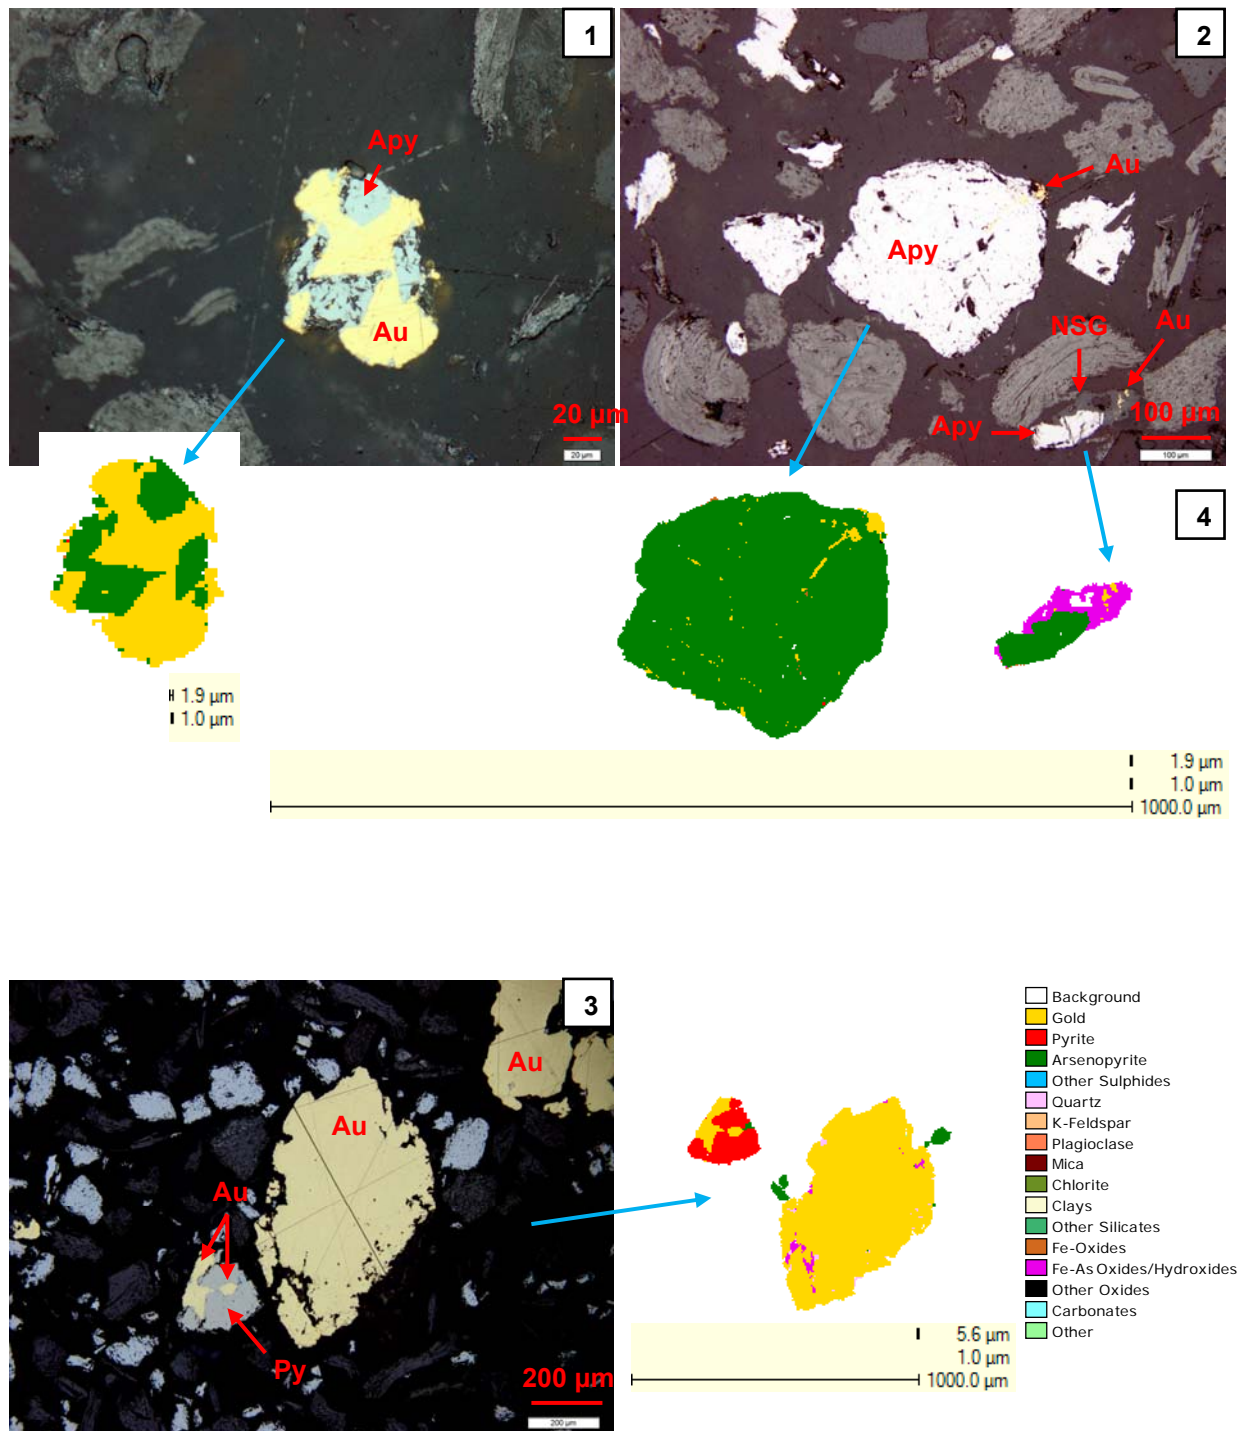 1
Apy
Au
20 µm
20 µm
2
Au
Apy
NSG
Au
Apy
100 µm
100 µm
4
1.9 µm
1.0 µm
1.9 µm
1.0 µm
1000.0 µm
3
Au
Au
Au
Py
200 µm
200 µm
5.6 µm
1.0 µm
1000.0 µm
Background
Gold
Pyrite
Arsenopyrite
Other Sulphides
Quartz
K-Feldspar
Plagioclase
Mica
Chlorite
Clays
Other Silicates
Fe-Oxides
Fe-As Oxides/Hydroxides
Other Oxides
Carbonates
Other